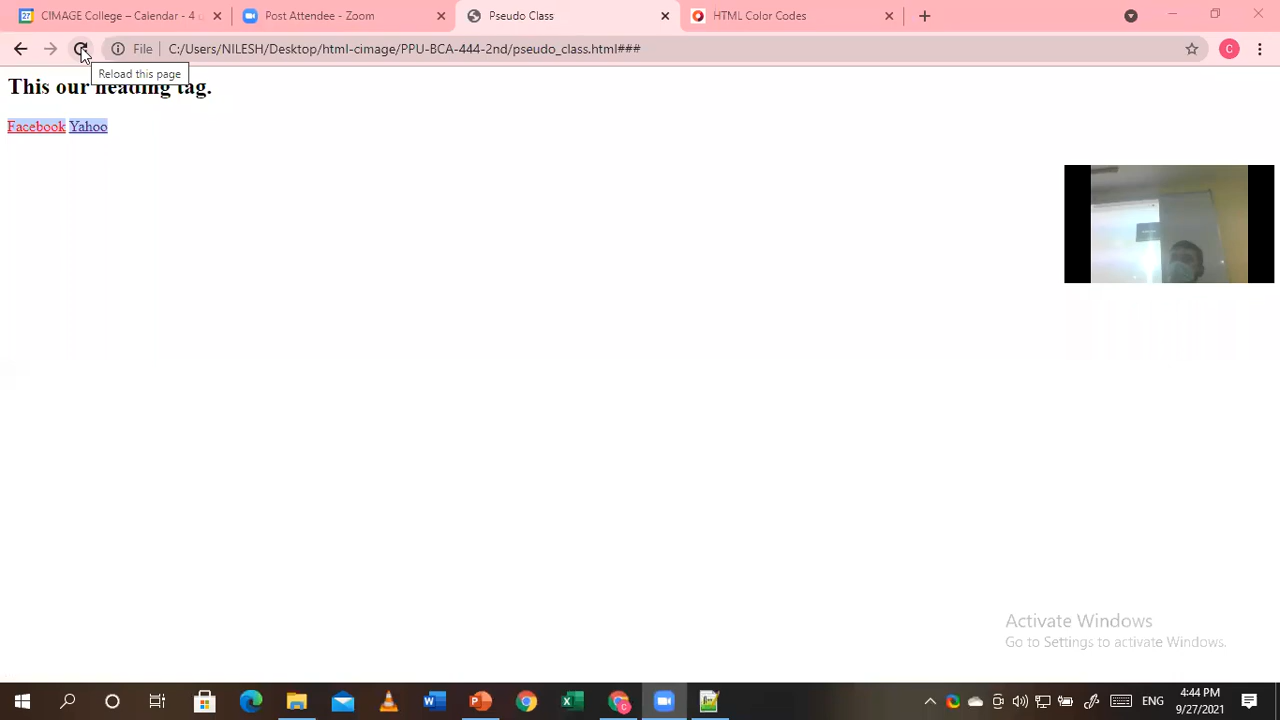 CIMAGE College – Calendar - 4
Post Attendee - Zoom
Pseudo Class
HTML Color Codes
File
C:/Users/NILESH/Desktop/html-cimage/PPU-BCA-444-2nd/pseudo_class.html###
C
Reload this page
This our heading tag.
Facebook Yahoo
Activate Windows
Go to Settings to activate Windows.
ENG
4:44 PM
9/27/2021